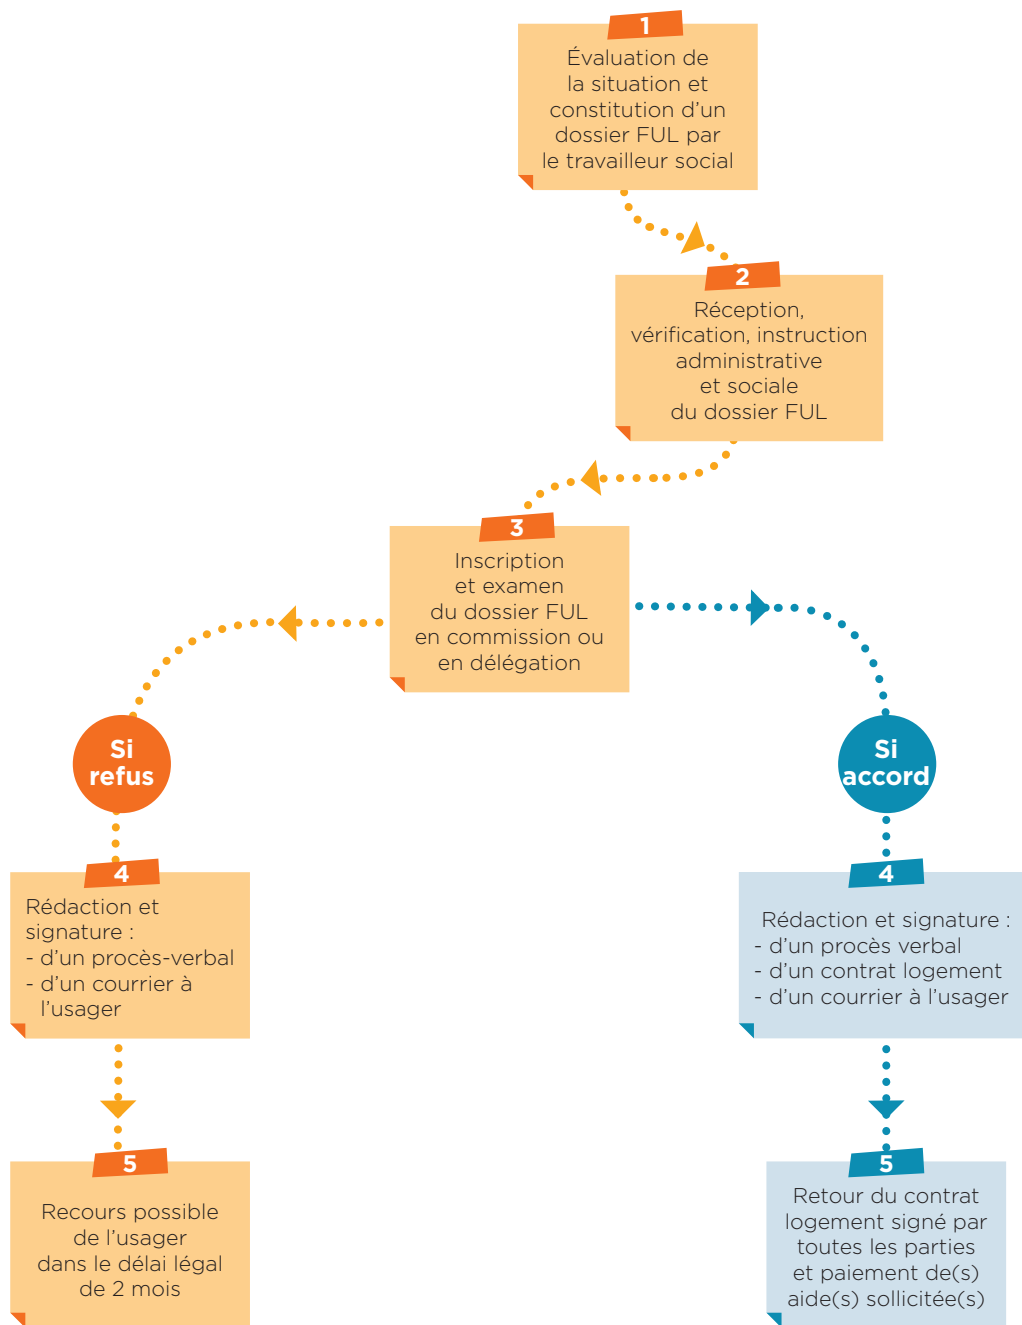 1
Évaluation de
la situation et
constitution d’un
dossier FUL par
le travailleur social
2
Réception,
vérification, instruction
administrative
et sociale
du dossier FUL
3
Inscription
et examen
du dossier FUL
en commission ou
en délégation
Si
refus
4
Rédaction et
signature :
- d’un procès-verbal
- d’un courrier à
l’usager
5
Recours possible
de l’usager
dans le délai légal
de 2 mois
Si
accord
4
Rédaction et signature :
- d’un procès verbal
- d’un contrat logement
- d’un courrier à l’usager
5
Retour du contrat
logement signé par
toutes les parties
et paiement de(s)
aide(s) sollicitée(s)